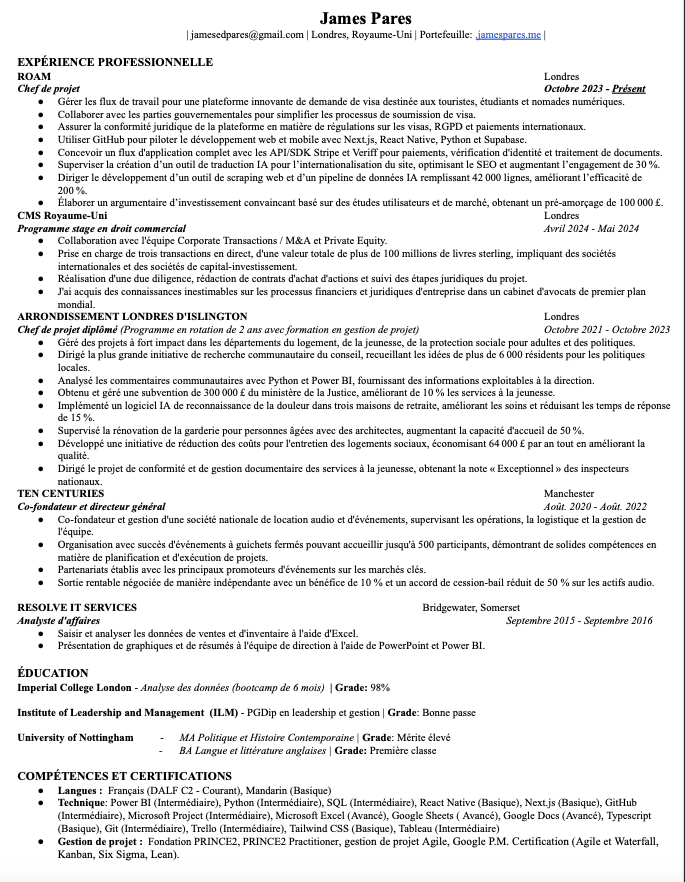 James Pares
| jamesedpares@gmail.com | Londres, Royaume-Uni | Portefeuille: jamespares.me |
EXPÉRIENCE PROFESSIONNELLE
ROAM Londres
Chef de projet Octobre 2023 - Présent
● Gérer les flux de travail pour une plateforme innovante de demande de visa destinée aux touristes, étudiants et nomades numériques.
● Collaborer avec les parties gouvernementales pour simplifier les processus de soumission de visa.
● Assurer la conformité juridique de la plateforme en matière de régulations sur les visas, RGPD et paiements internationaux.
● Utiliser GitHub pour piloter le développement web et mobile avec Next.js, React Native, Python et Supabase.
● Concevoir un flux d'application complet avec les API/SDK Stripe et Veriff pour paiements, vérification d'identité et traitement de documents.
● Superviser la création d’un outil de traduction IA pour l’internationalisation du site, optimisant le SEO et augmentant l’engagement de 30 %.
● Diriger le développement d’un outil de scraping web et d’un pipeline de données IA remplissant 42 000 lignes, améliorant l’efficacité de
200 %.
● Élaborer un argumentaire d’investissement convaincant basé sur des études utilisateurs et de marché, obtenant un pré-amorçage de 100 000 £.
CMS Royaume-Uni Londres
Programme stage en droit commercial Avril 2024 - Mai 2024
● Collaboration avec l'équipe Corporate Transactions / M&A et Private Equity.
● Prise en charge de trois transactions en direct, d'une valeur totale de plus de 100 millions de livres sterling, impliquant des sociétés
internationales et des sociétés de capital-investissement.
● Réalisation d'une due diligence, rédaction de contrats d'achat d'actions et suivi des étapes juridiques du projet.
● J'ai acquis des connaissances inestimables sur les processus financiers et juridiques d'entreprise dans un cabinet d'avocats de premier plan
mondial.
ARRONDISSEMENT LONDRES D'ISLINGTON Londres
Chef de projet diplômé (Programme en rotation de 2 ans avec formation en gestion de projet) Octobre 2021 - Octobre 2023
● Géré des projets à fort impact dans les départements du logement, de la jeunesse, de la protection sociale pour adultes et des politiques.
● Dirigé la plus grande initiative de recherche communautaire du conseil, recueillant les idées de plus de 6 000 résidents pour les politiques
locales.
● Analysé les commentaires communautaires avec Python et Power BI, fournissant des informations exploitables à la direction.
● Obtenu et géré une subvention de 300 000 £ du ministère de la Justice, améliorant de 10 % les services à la jeunesse.
● Implémenté un logiciel IA de reconnaissance de la douleur dans trois maisons de retraite, améliorant les soins et réduisant les temps de réponse
de 15 %.
● Supervisé la rénovation de la garderie pour personnes âgées avec des architectes, augmentant la capacité d'accueil de 50 %.
● Développé une initiative de réduction des coûts pour l'entretien des logements sociaux, économisant 64 000 £ par an tout en améliorant la
qualité.
● Dirigé le projet de conformité et de gestion documentaire des services à la jeunesse, obtenant la note « Exceptionnel » des inspecteurs
nationaux.
TEN CENTURIES Manchester
Co-fondateur et directeur général Août. 2020 - Août. 2022
● Co-fondateur et gestion d'une société nationale de location audio et d'événements, supervisant les opérations, la logistique et la gestion de
l'équipe.
● Organisation avec succès d'événements à guichets fermés pouvant accueillir jusqu'à 500 participants, démontrant de solides compétences en
matière de planification et d'exécution de projets.
● Partenariats établis avec les principaux promoteurs d'événements sur les marchés clés.
● Sortie rentable négociée de manière indépendante avec un bénéfice de 10 % et un accord de cession-bail réduit de 50 % sur les actifs audio.
RESOLVE IT SERVICES Bridgewater, Somerset
Analyste d'affaires Septembre 2015 - Septembre 2016
● Saisir et analyser les données de ventes et d'inventaire à l'aide d'Excel.
● Présentation de graphiques et de résumés à l'équipe de direction à l'aide de PowerPoint et Power BI.
ÉDUCATION
Imperial College London - Analyse des données (bootcamp de 6 mois) | Grade: 98%
Institute of Leadership and Management (ILM) - PGDip en leadership et gestion | Grade: Bonne passe
University of Nottingham - MA Politique et Histoire Contemporaine | Grade: Mérite élevé
- BA Langue et littérature anglaises | Grade: Première classe
COMPÉTENCES ET CERTIFICATIONS
● Langues : Français (DALF C2 - Courant), Mandarin (Basique)
● Technique: Power BI (Intermédiaire), Python (Intermédiaire), SQL (Intermédiaire), React Native (Basique), Next.js (Basique), GitHub
(Intermédiaire), Microsoft Project (Intermédiaire), Microsoft Excel (Avancé), Google Sheets ( Avancé), Google Docs (Avancé), Typescript
(Basique), Git (Intermédiaire), Trello (Intermédiaire), Tailwind CSS (Basique), Tableau (Intermédiaire)
● Gestion de projet : Fondation PRINCE2, PRINCE2 Practitioner, gestion de projet Agile, Google P.M. Certification (Agile et Waterfall,
Kanban, Six Sigma, Lean).